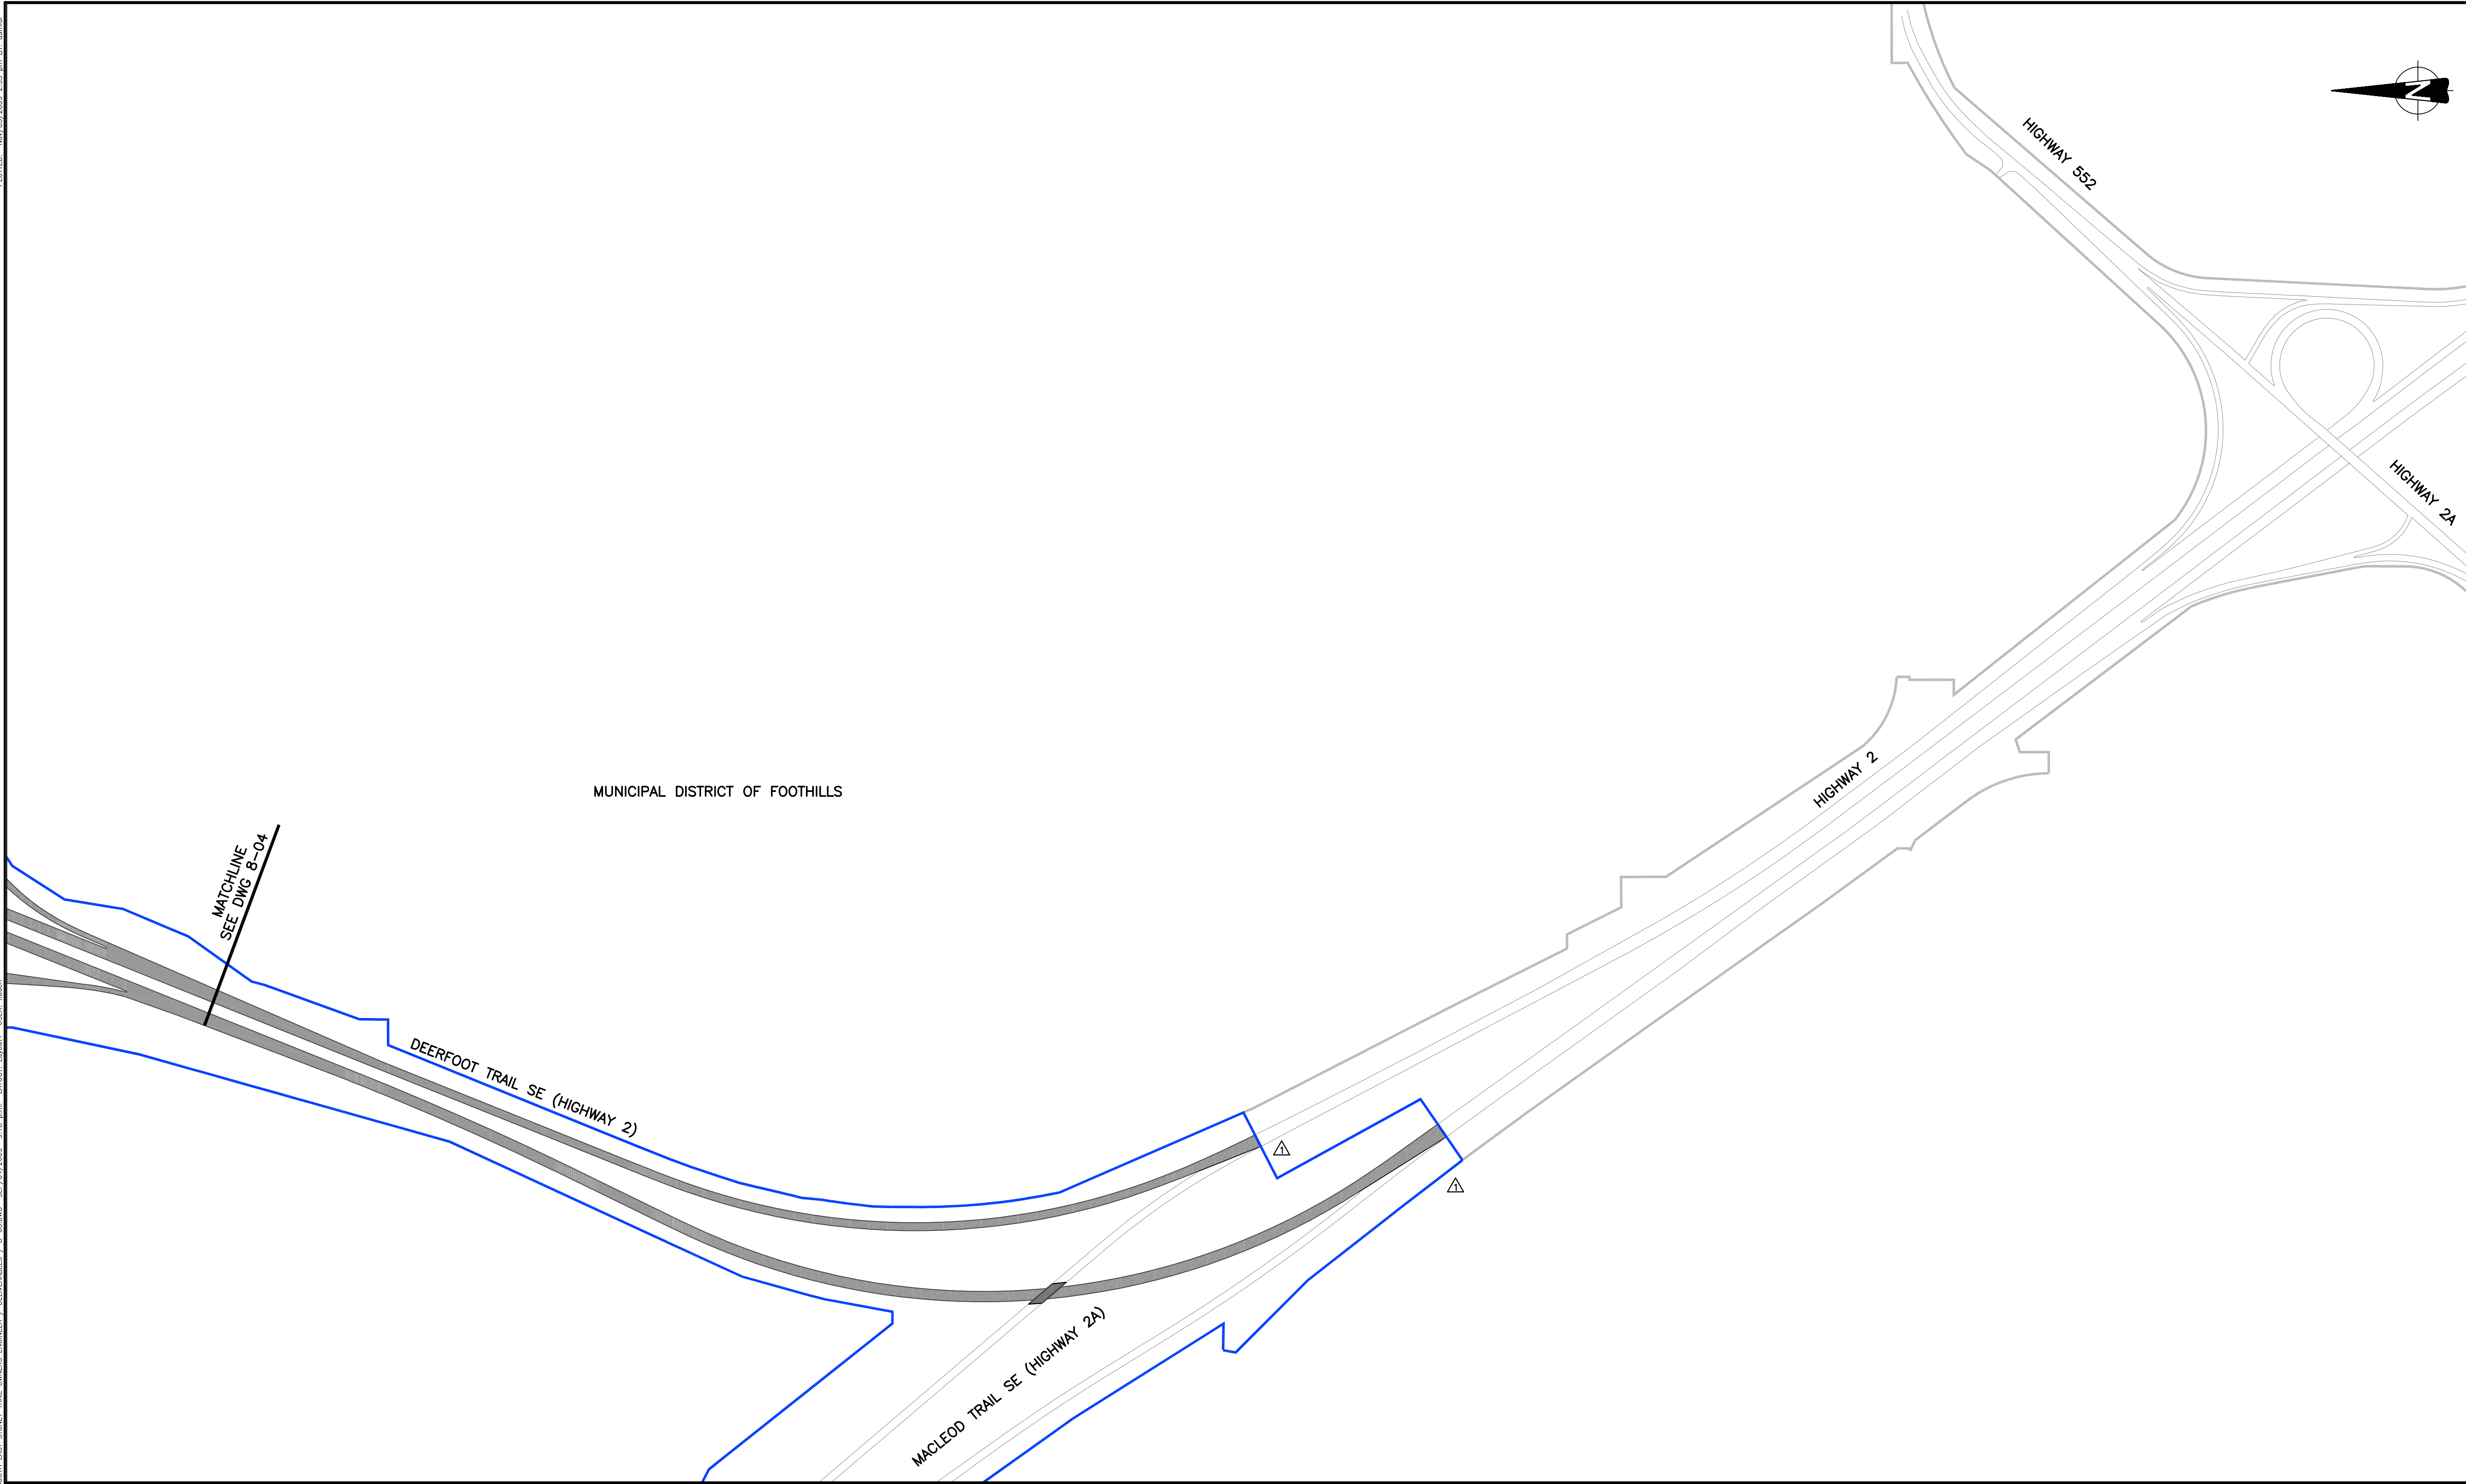 N
HIGHWAY 552
HIGHWAY 2A
HIGHWAY 2
MUNICIPAL DISTRICT OF FOOTHILLS
MATCHLINE
SEE DWG 8-04
DEERFOOT TRAIL SE (HIGHWAY 2)
1
1
MACLEOD TRAIL SE (HIGHWAY 2A)